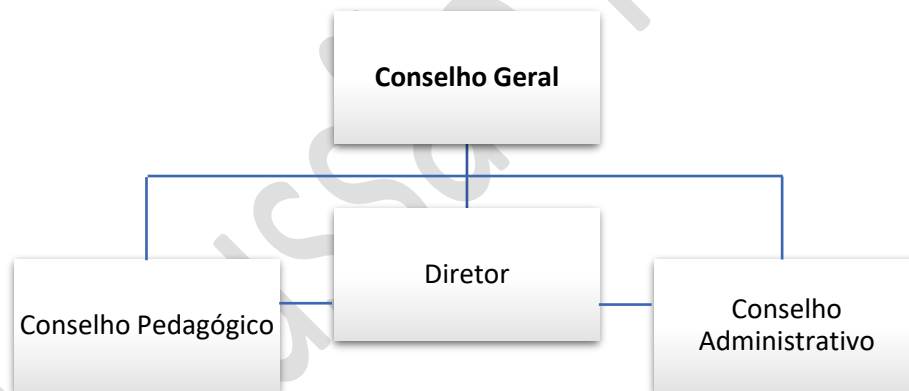 Conselho Geral
Diretor
Conselho Pedagógico
Conselho
Administrativo